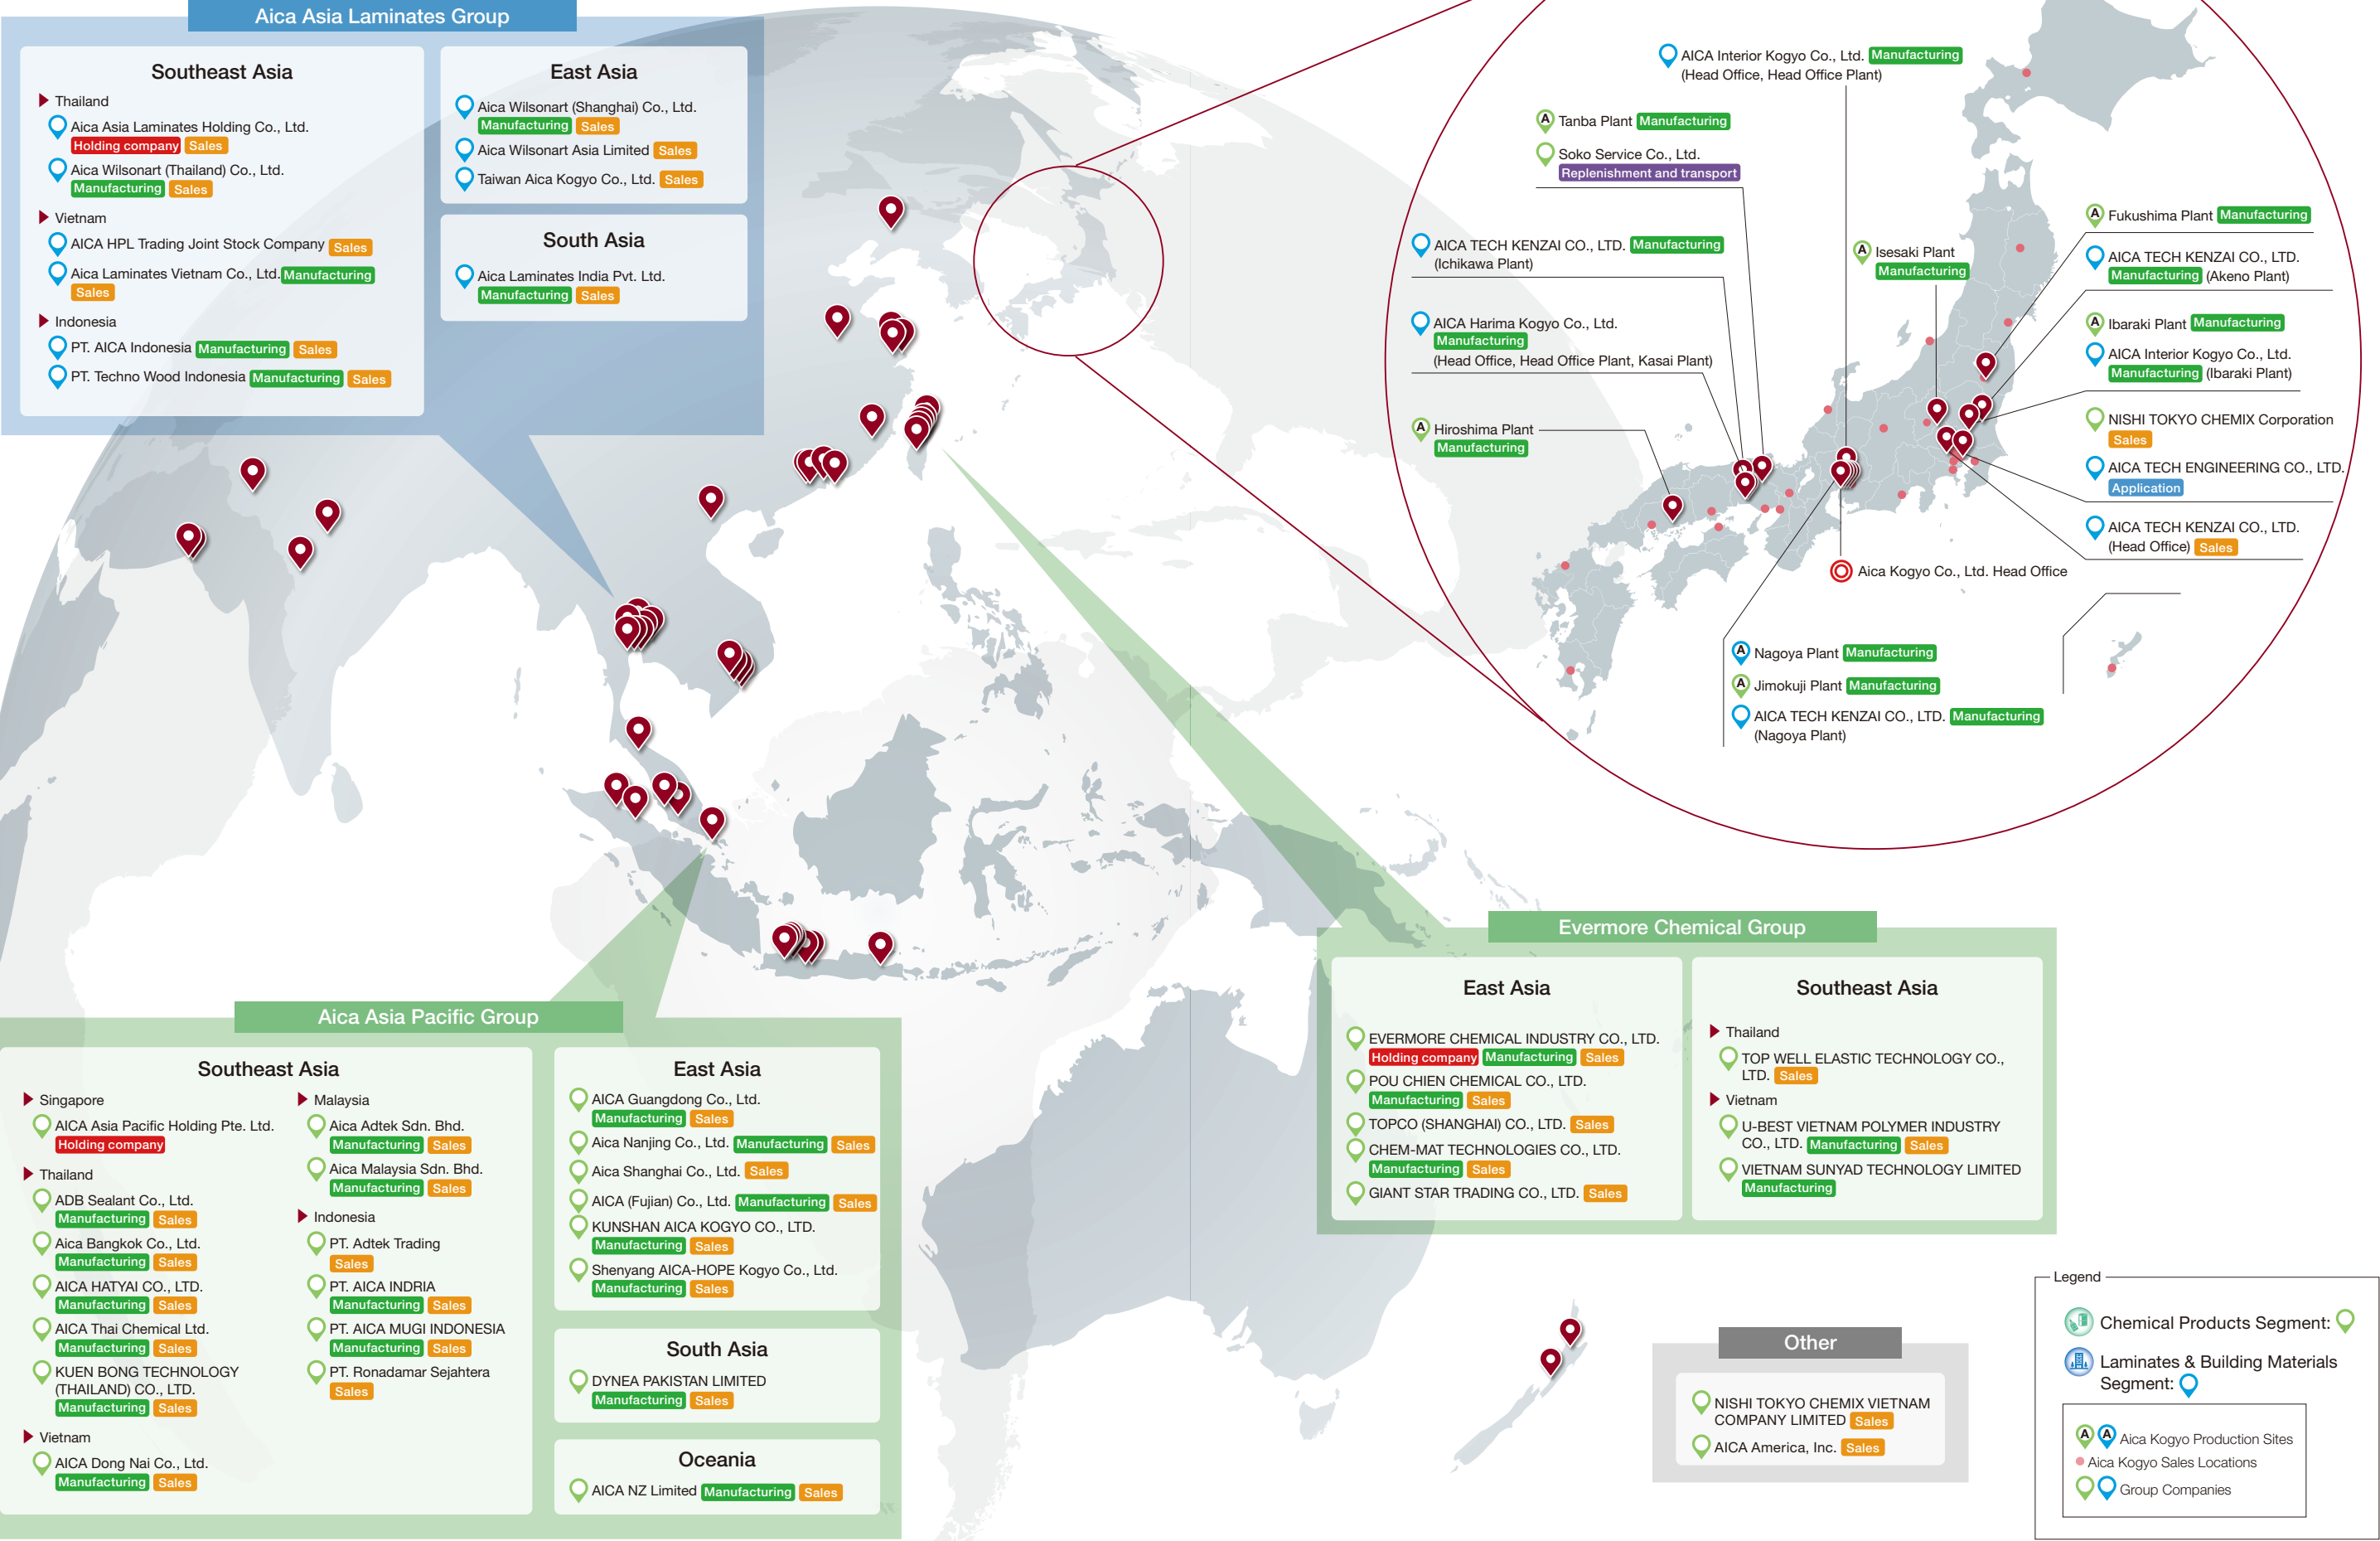 Aica Asia Laminates Group
Southeast Asia
Thailand
Aica Asia Laminates Holding Co., Ltd.
Holding company Sales
Aica Wilsonart (Thailand) Co., Ltd.
Manufacturing Sales
Vietnam
AICA HPL Trading Joint Stock Company Sales
Aica Laminates Vietnam Co., Ltd. Manufacturing
Sales
Indonesia
PT. AICA Indonesia Manufacturing Sales
PT. Techno Wood Indonesia Manufacturing Sales
East Asia
Aica Wilsonart (Shanghai) Co., Ltd.
Manufacturing Sales
Aica Wilsonart Asia Limited Sales
Taiwan Aica Kogyo Co., Ltd. Sales
South Asia
Aica Laminates India Pvt. Ltd.
Manufacturing Sales
AICA Interior Kogyo Co., Ltd. Manufacturing
(Head Office, Head Office Plant)
A Tanba Plant Manufacturing
Soko Service Co., Ltd.
Replenishment and transport
AICA TECH KENZAI CO., LTD. Manufacturing
(Ichikawa Plant)
AICA Harima Kogyo Co., Ltd.
Manufacturing
(Head Office, Head Office Plant, Kasai Plant)
A Hiroshima Plant
Manufacturing
A Isesaki Plant
Manufacturing
A Fukushima Plant Manufacturing
AICA TECH KENZAI CO., LTD.
Manufacturing (Akeno Plant)
A Ibaraki Plant Manufacturing
AICA Interior Kogyo Co., Ltd.
Manufacturing (Ibaraki Plant)
NISHI TOKYO CHEMIX Corporation
Sales
AICA TECH ENGINEERING CO., LTD.
Application
AICA TECH KENZAI CO., LTD.
(Head Office) Sales
Aica Kogyo Co., Ltd. Head Office
A Nagoya Plant Manufacturing
A Jimokuji Plant Manufacturing
AICA TECH KENZAI CO., LTD. Manufacturing
(Nagoya Plant)
Aica Asia Pacific Group
Southeast Asia
Singapore
AICA Asia Pacific Holding Pte. Ltd.
Holding company
Thailand
ADB Sealant Co., Ltd.
Manufacturing Sales
Aica Bangkok Co., Ltd.
Manufacturing Sales
AICA HATYAI CO., LTD.
Manufacturing Sales
AICA Thai Chemical Ltd.
Manufacturing Sales
KUEN BONG TECHNOLOGY
(THAILAND) CO., LTD.
Manufacturing Sales
Vietnam
AICA Dong Nai Co., Ltd.
Manufacturing Sales
Malaysia
Aica Adtek Sdn. Bhd.
Manufacturing Sales
Aica Malaysia Sdn. Bhd.
Manufacturing Sales
Indonesia
PT. Adtek Trading
Sales
PT. AICA INDRIA
Manufacturing Sales
PT. AICA MUGI INDONESIA
Manufacturing Sales
PT. Ronadamar Sejahtera
Sales
East Asia
AICA Guangdong Co., Ltd.
Manufacturing Sales
Aica Nanjing Co., Ltd. Manufacturing Sales
Aica Shanghai Co., Ltd. Sales
AICA (Fujian) Co., Ltd. Manufacturing Sales
KUNSHAN AICA KOGYO CO., LTD.
Manufacturing Sales
Shenyang AICA-HOPE Kogyo Co., Ltd.
Manufacturing Sales
South Asia
DYNEA PAKISTAN LIMITED
Manufacturing Sales
Oceania
AICA NZ Limited Manufacturing Sales
Evermore Chemical Group
East Asia
EVERMORE CHEMICAL INDUSTRY CO., LTD.
Holding company Manufacturing Sales
POU CHIEN CHEMICAL CO., LTD.
Manufacturing Sales
TOPCO (SHANGHAI) CO., LTD. Sales
CHEM-MAT TECHNOLOGIES CO., LTD.
Manufacturing Sales
GIANT STAR TRADING CO., LTD. Sales
Southeast Asia
Thailand
TOP WELL ELASTIC TECHNOLOGY CO.,
LTD. Sales
Vietnam
U-BEST VIETNAM POLYMER INDUSTRY
CO., LTD. Manufacturing Sales
VIETNAM SUNYAD TECHNOLOGY LIMITED
Manufacturing
Other
NISHI TOKYO CHEMIX VIETNAM
COMPANY LIMITED Sales
AICA America, Inc. Sales
Legend
Chemical Products Segment:
Laminates & Building Materials
Segment:
A A Aica Kogyo Production Sites
Aica Kogyo Sales Locations
Group Companies